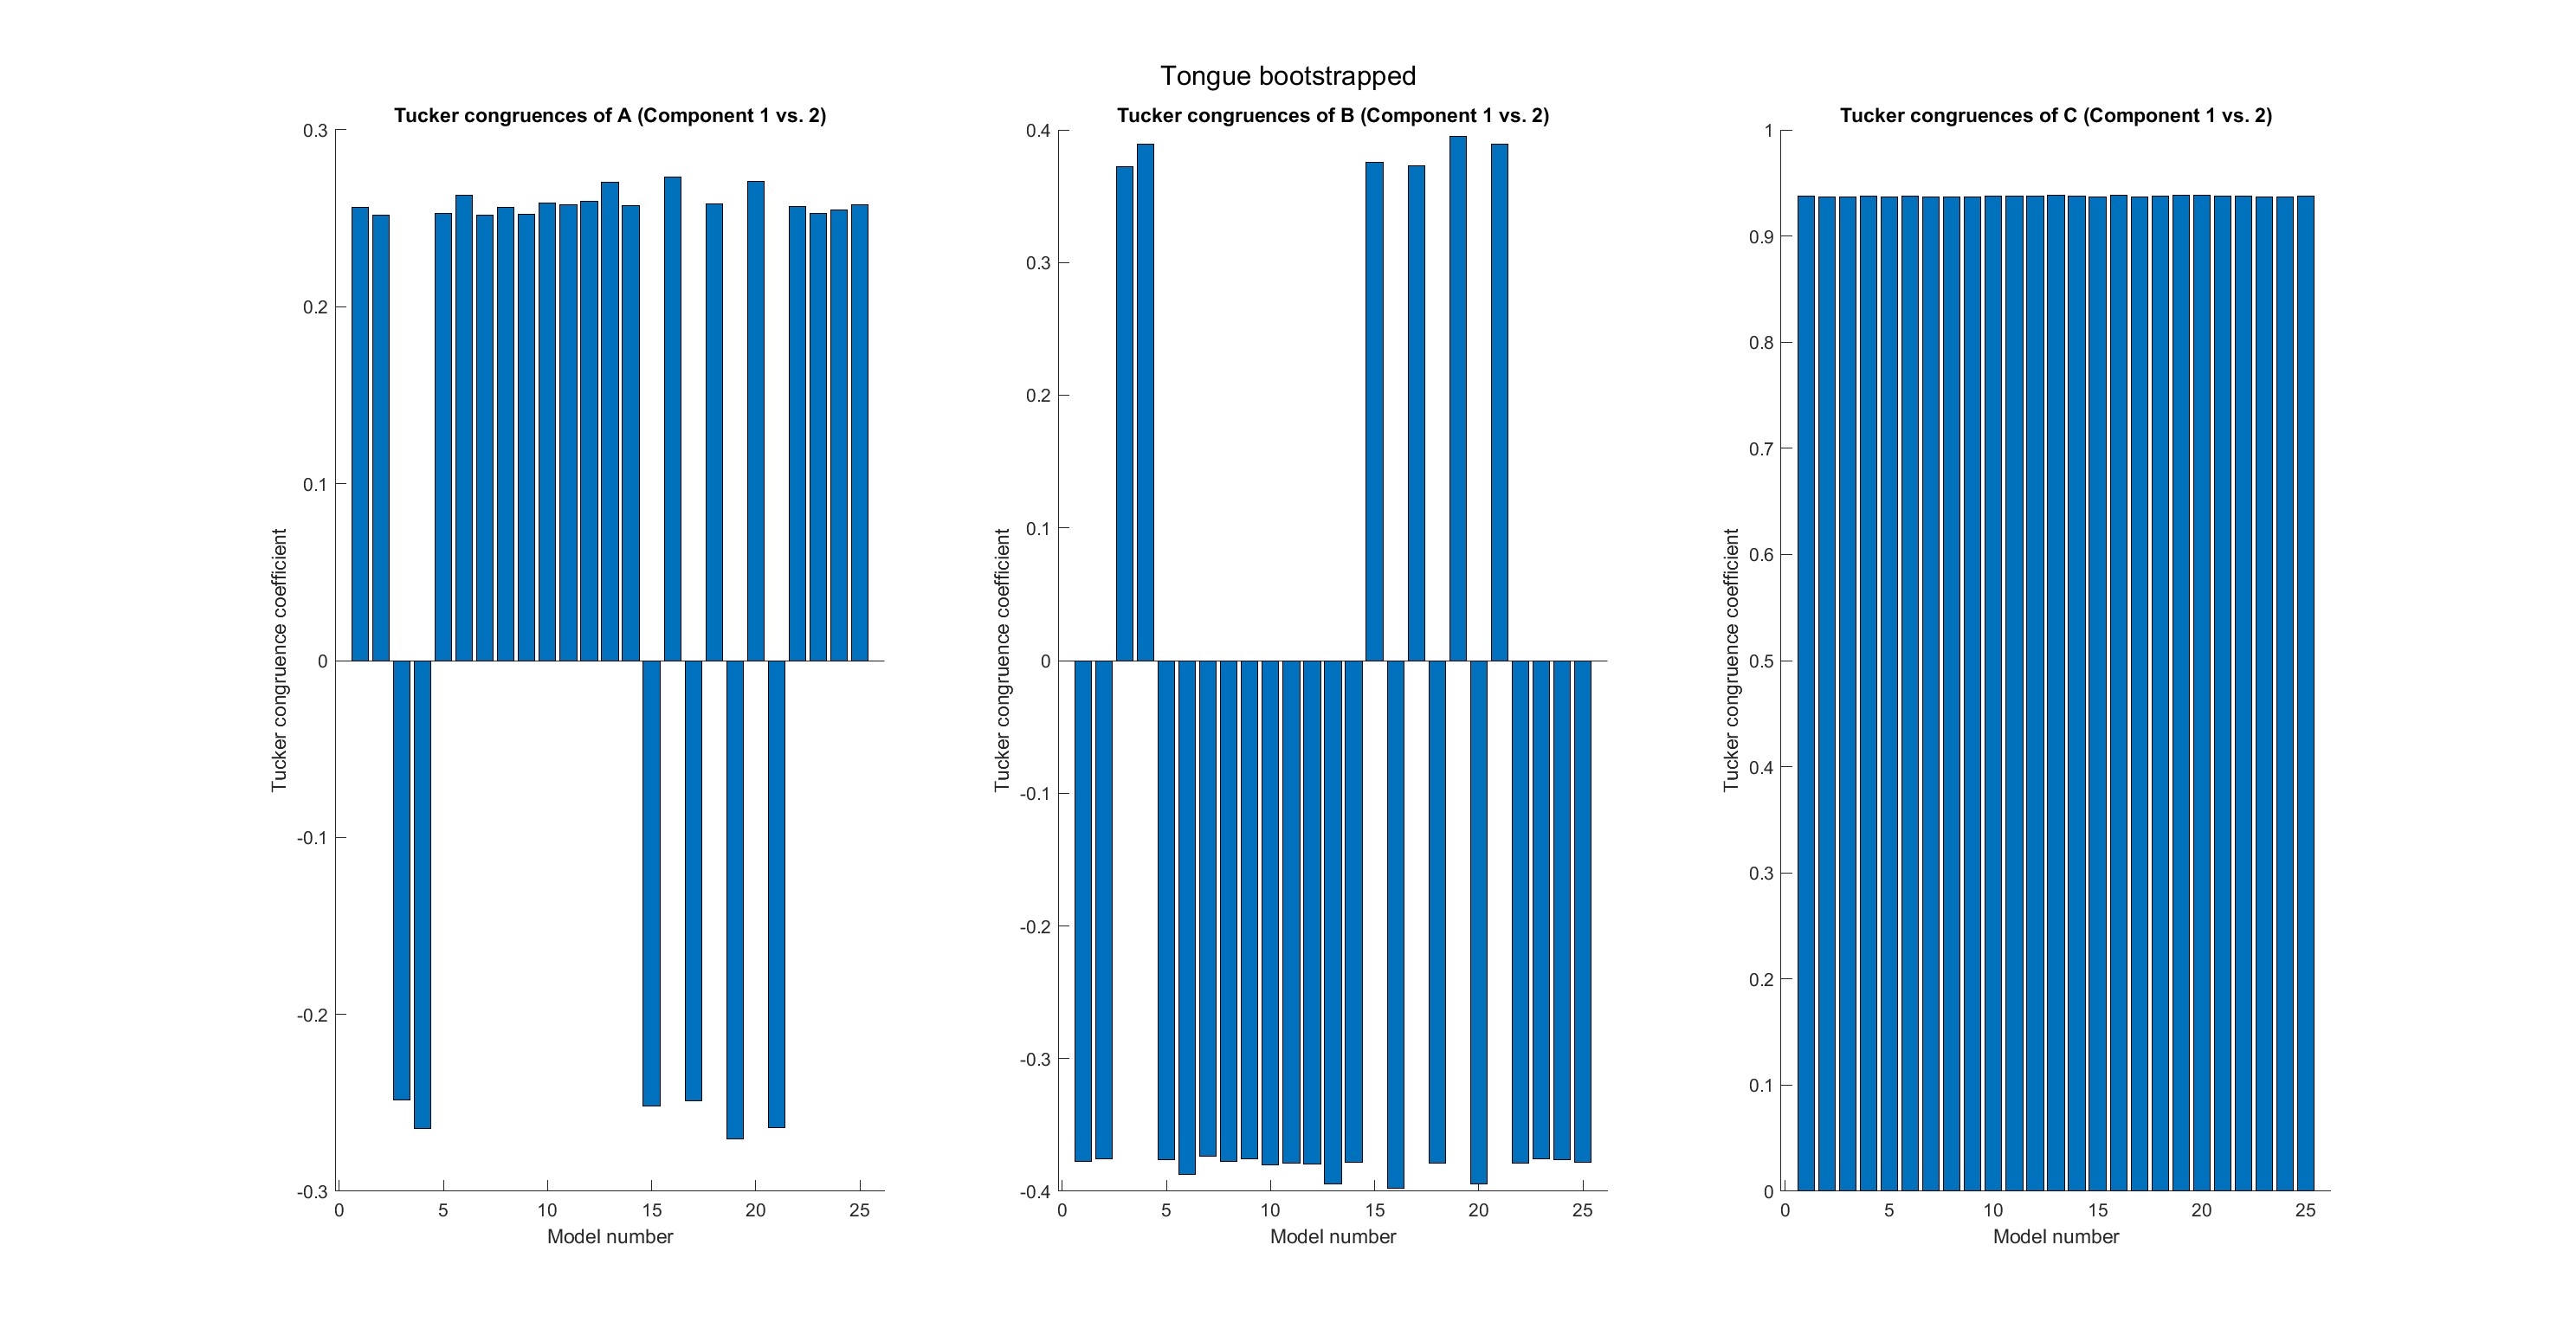 Tongue bootstrapped
Tucker congruences of A (Component 1 vs. 2)
0.3
0.2
0.1
0
-0.1
-0.2
-0.3
Tucker congruence coefficient
0 5 10 15 20 25
Model number
Tucker congruences of B (Component 1 vs. 2)
0.4
0.3
0.2
0.1
0
-0.1
-0.2
-0.3
-0.4
Tucker congruence coefficient
0 5 10 15 20 25
Model number
Tucker congruences of C (Component 1 vs. 2)
1
0.9
0.8
0.7
0.6
0.5
0.4
0.3
0.2
0.1
0
Tucker congruence coefficient
0 5 10 15 20 25
Model number